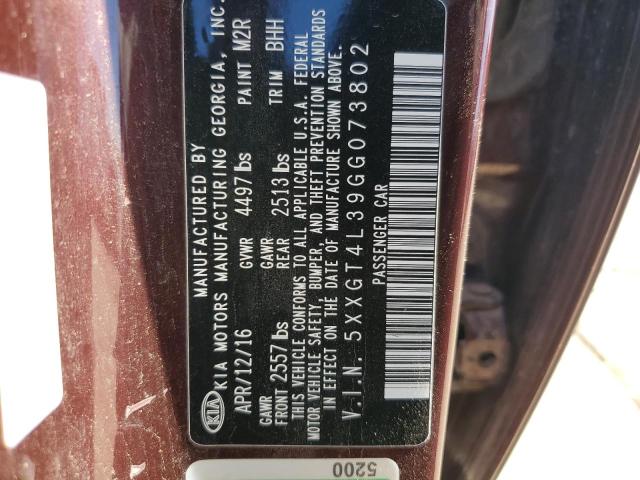 MANUFACTURED BY
KIA KIA MOTORS MANUFACTURING GEORGIA, INC.
APR/12/16 GVWR 4497 lbs PAINT M2R
GAWR FRONT 2557 lbs GAWR REAR 2513 lbs TRIM BHH
THIS VEHICLE CONFORMS TO ALL APPLICABLE U.S.A. FEDERAL
MOTOR VEHICLE SAFETY, BUMPER, AND THEFT PREVENTION STANDARDS
IN EFFECT ON THE DATE OF MANUFACTURE SHOWN ABOVE.
V.I.N. 5XXGT4L39GG073802
PASSENGER CAR
5200